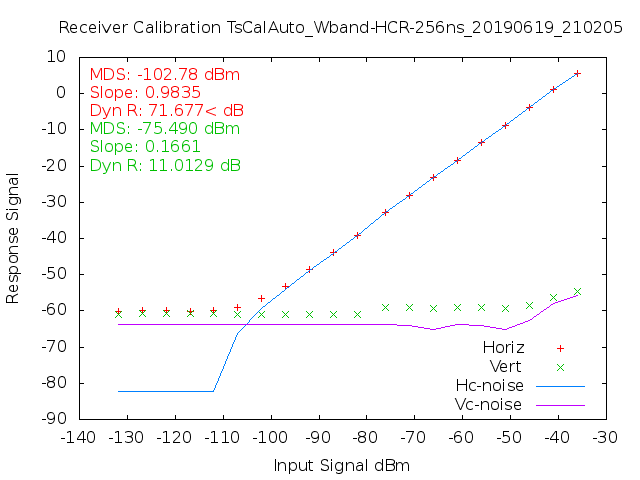 Receiver Calibration TsCalAuto_Wband-HCR-256ns_20190619_210205
10
0
-10
-20
-30
-40
-50
-60
-70
-80
-90
MDS: -102.78 dBm
Slope: 0.9835
Dyn R: 71.677< dB
MDS: -75.490 dBm
Slope: 0.1661
Dyn R: 11.0129 dB
Response Signal
Horiz
Vert
Hc-noise
Vc-noise
-140 -130 -120 -110 -100 -90 -80 -70 -60 -50 -40 -30
Input Signal dBm